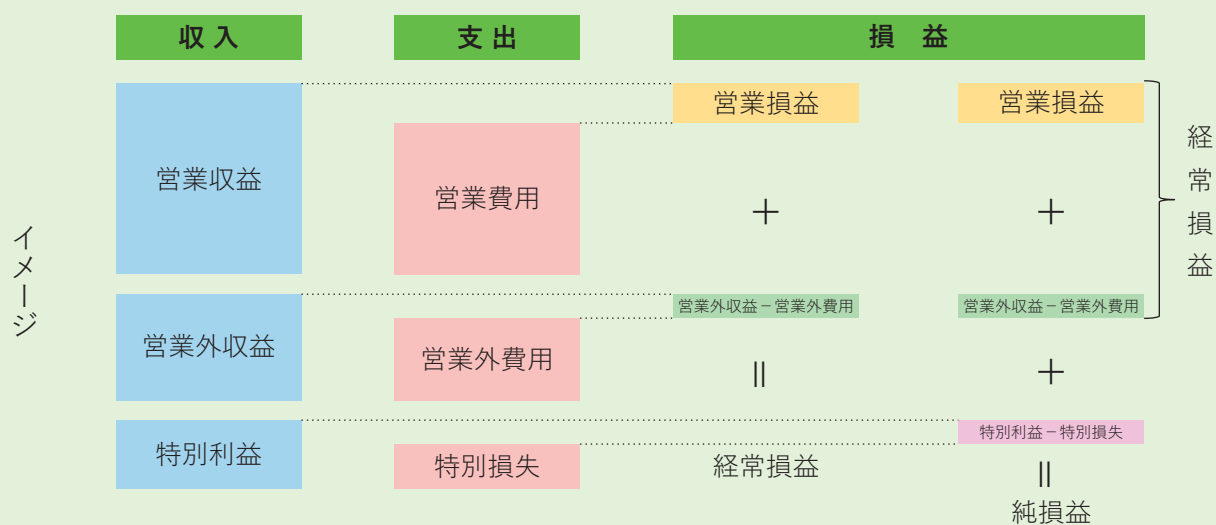 収入
支出
損 益
イメージ
営業収益
営業費用
営業損益
営業損益
+
+
経常損益
営業外収益
営業外費用
営業外収益－営業外費用
営業外収益－営業外費用
=
+
特別利益
特別損失
経常損益
特別利益－特別損失
=
純損益